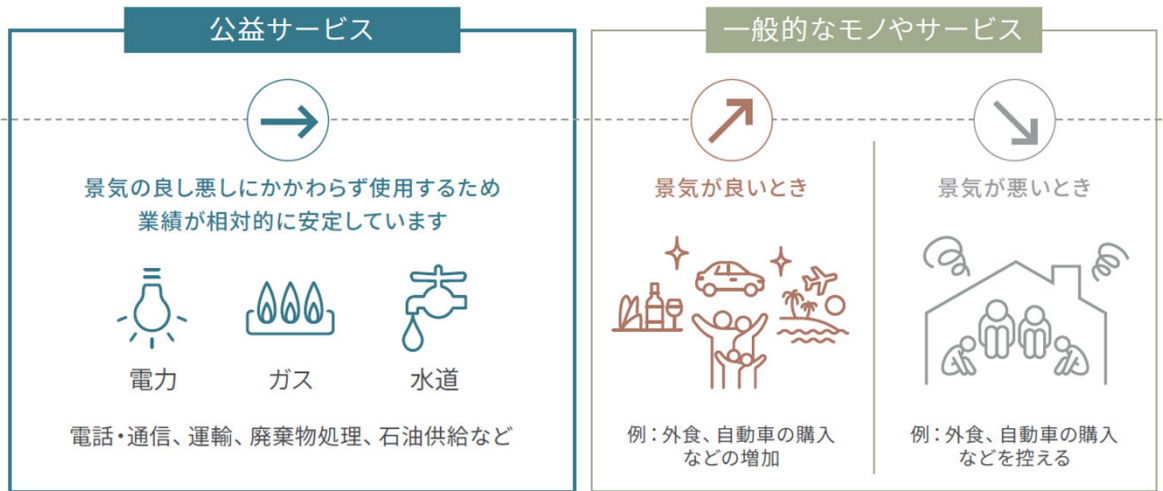 公益サービス
景気の良し悪しにかかわらず使用するため
業績が相対的に安定しています
電力
ガス
水道
電話・通信、運輸、廃棄物処理、石油供給など
一般的なモノやサービス
景気が良いとき
例：外食、自動車の購入
などの増加
景気が悪いとき
例：外食、自動車の購入
などを控える